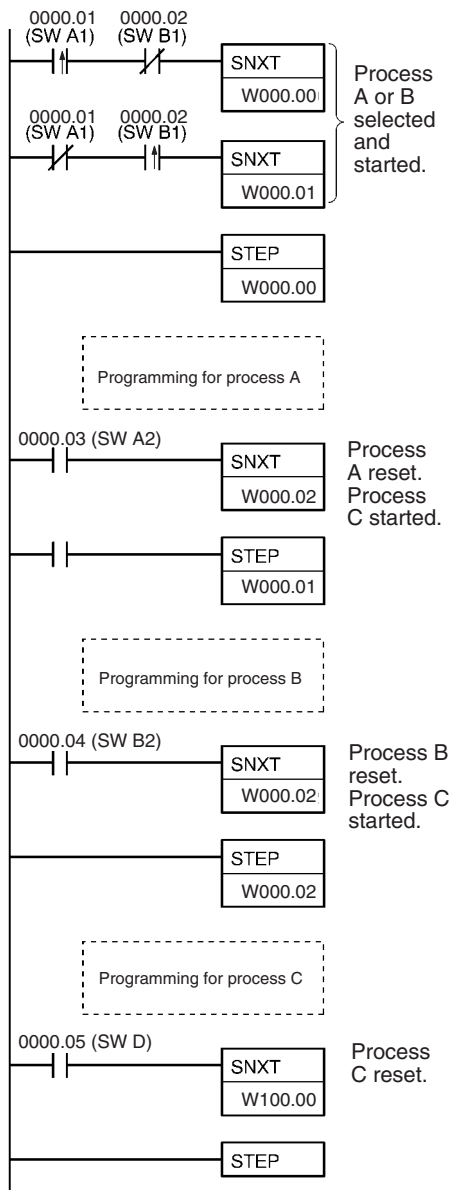 0000.01 0000.02
(SW A1) (SW B1)
SNXT
W000.00
Process
A or B
selected
and
started.
0000.01 0000.02
(SW A1) (SW B1)
SNXT
W000.01
STEP
W000.00
Programming for process A
0000.03 (SW A2)
SNXT
W000.02
Process
A reset.
Process
C started.
STEP
W000.01
Programming for process B
0000.04 (SW B2)
SNXT
W000.02
Process B
reset.
Process C
started.
STEP
W000.02
Programming for process C
0000.05 (SW D)
SNXT
W100.00
Process
C reset.
STEP